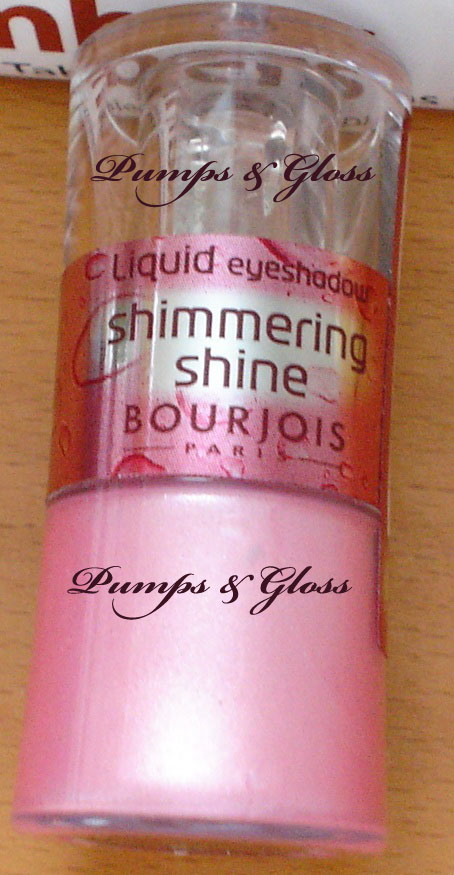 Pumps & Gloss
Liquid eyeshadow
shimmering
shine
BOURJOIS
PARIS
Pumps & Gloss